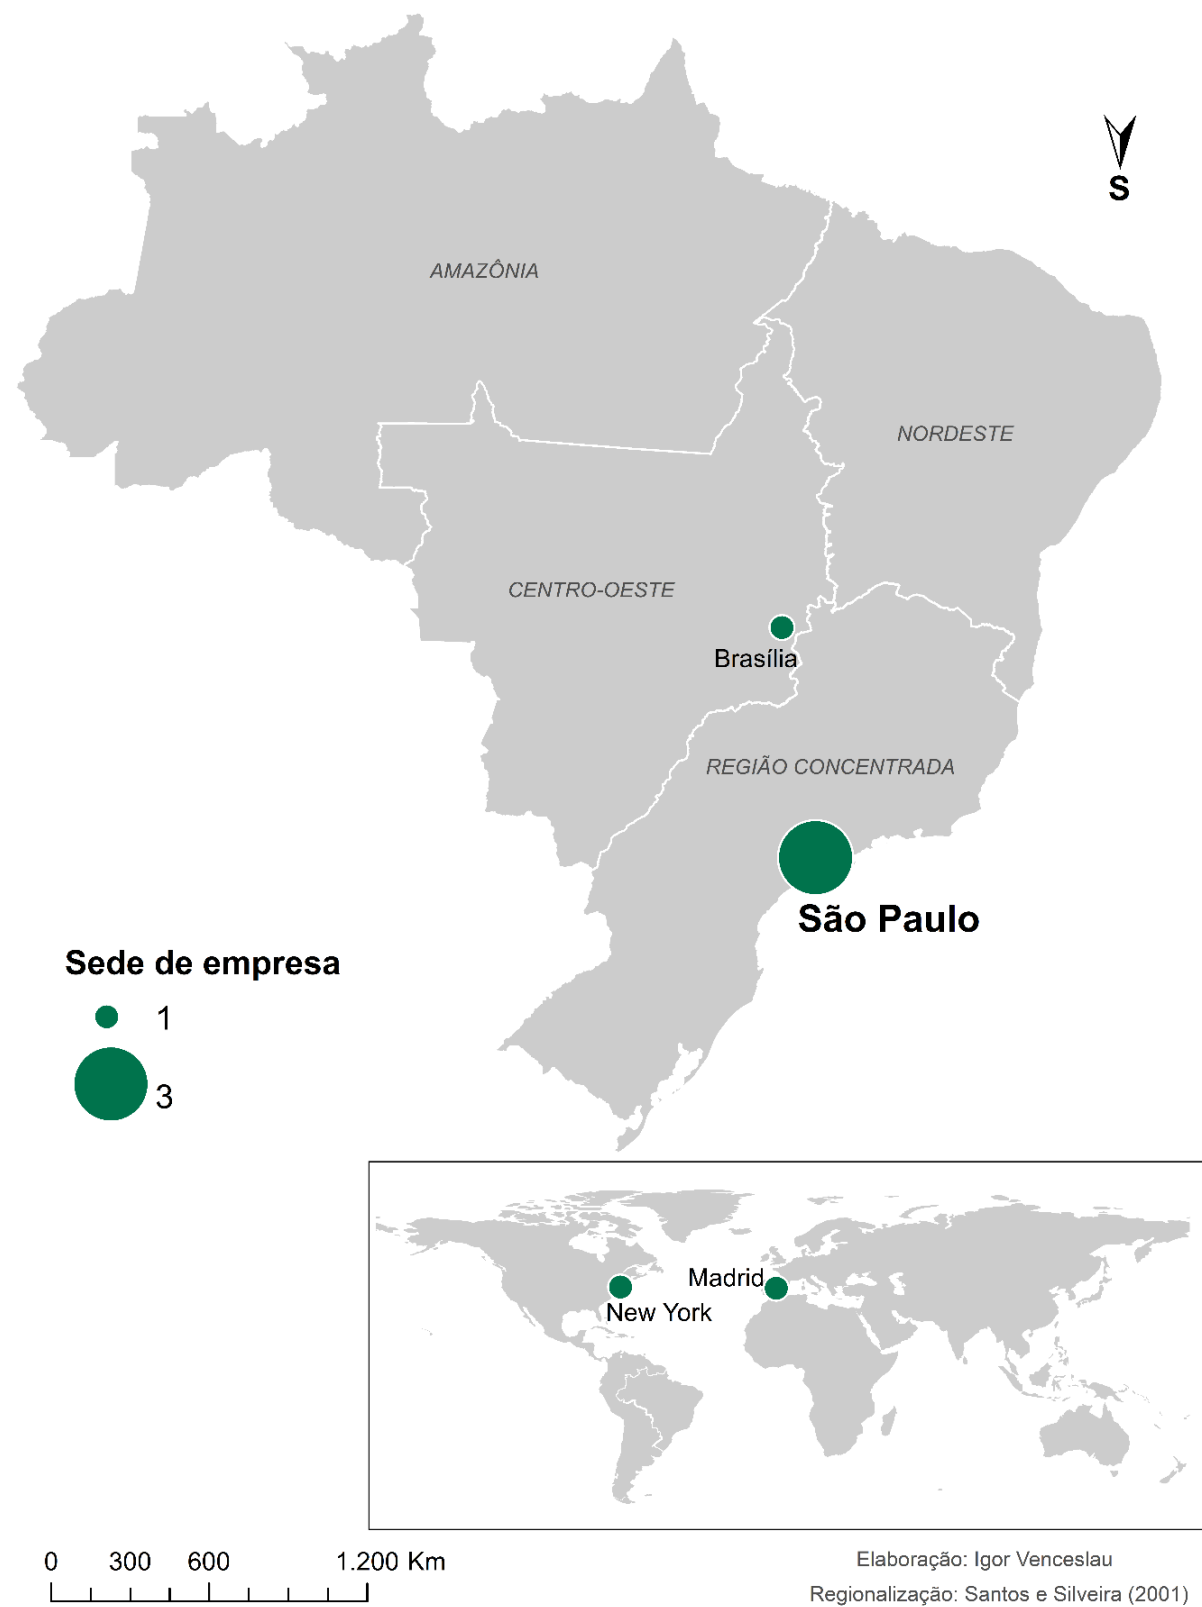 S
AMAZÔNIA
NORDESTE
CENTRO-OESTE
Brasília
REGIÃO CONCENTRADA
São Paulo
Sede de empresa
1
3
Madrid
New York
0 300 600 1.200 Km
Elaboração: Igor Venceslau
Regionalização: Santos e Silveira (2001)